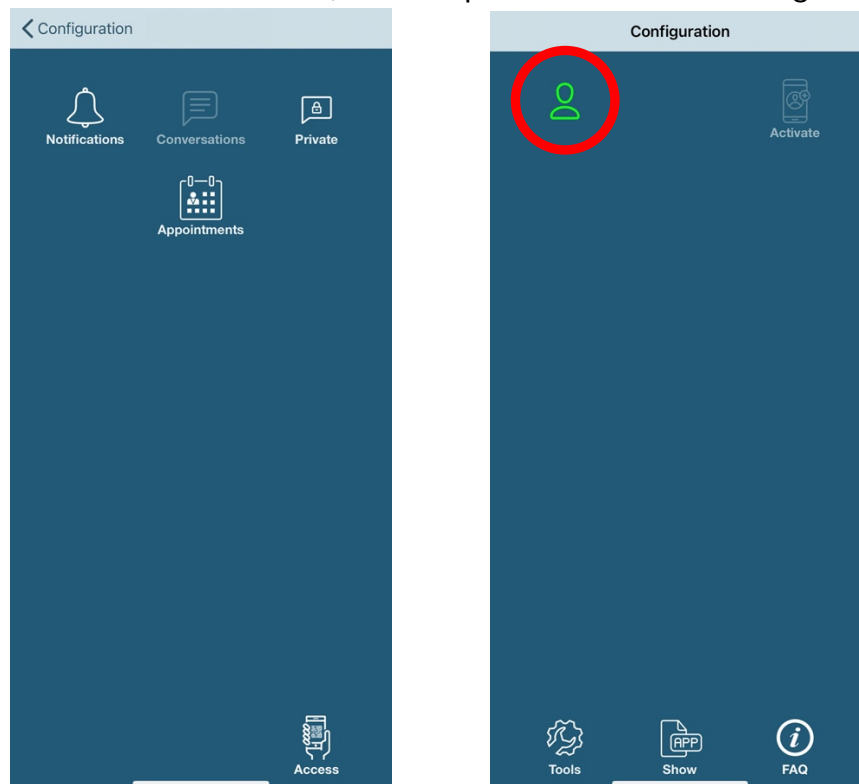 Configuration
Notifications Conversations Private
Appointments
Access
Configuration
Activate
APP
Tools Show FAQ